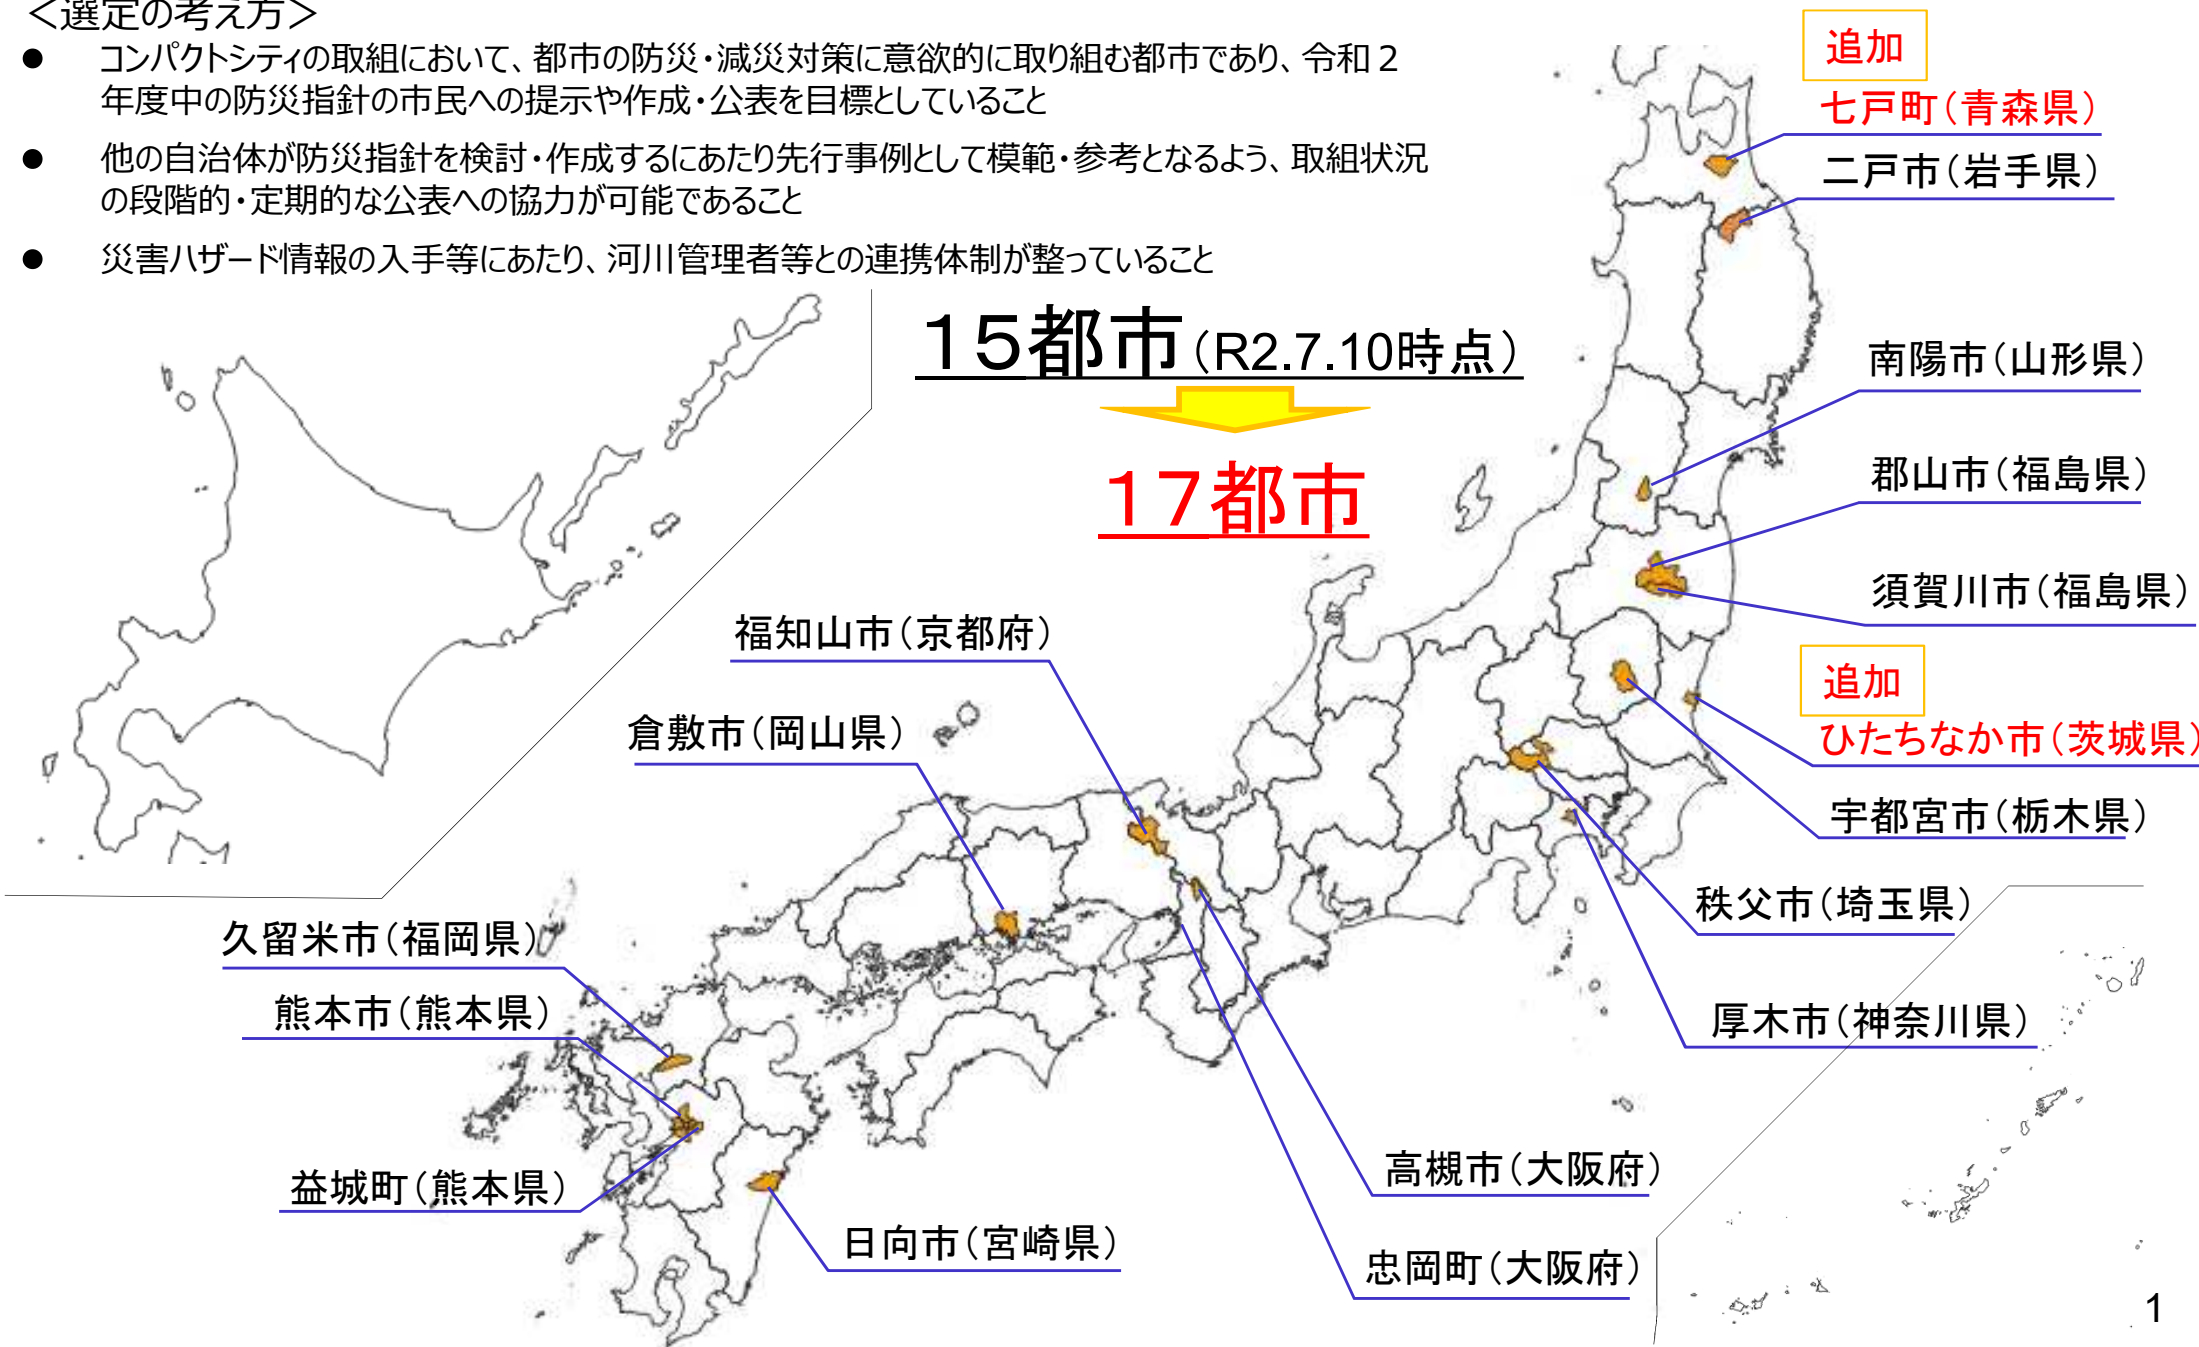 ＜選定の考え方＞
● コンパクトシティの取組において、都市の防災・減災対策に意欲的に取り組む都市であり、令和２
年度中の防災指針の市民への提示や作成・公表を目標としていること
● 他の自治体が防災指針を検討・作成するにあたり先行事例として模範・参考となるよう、取組状況
の段階的・定期的な公表への協力が可能であること
● 災害ハザード情報の入手等にあたり、河川管理者等との連携体制が整っていること
追加
七戸町（青森県）
二戸市（岩手県）
15都市（R2.7.10時点）
17都市
南陽市（山形県）
郡山市（福島県）
須賀川市（福島県）
追加
ひたちなか市（茨城県）
宇都宮市（栃木県）
秩父市（埼玉県）
厚木市（神奈川県）
福知山市（京都府）
倉敷市（岡山県）
久留米市（福岡県）
熊本市（熊本県）
益城町（熊本県）
日向市（宮崎県）
高槻市（大阪府）
忠岡町（大阪府）
1